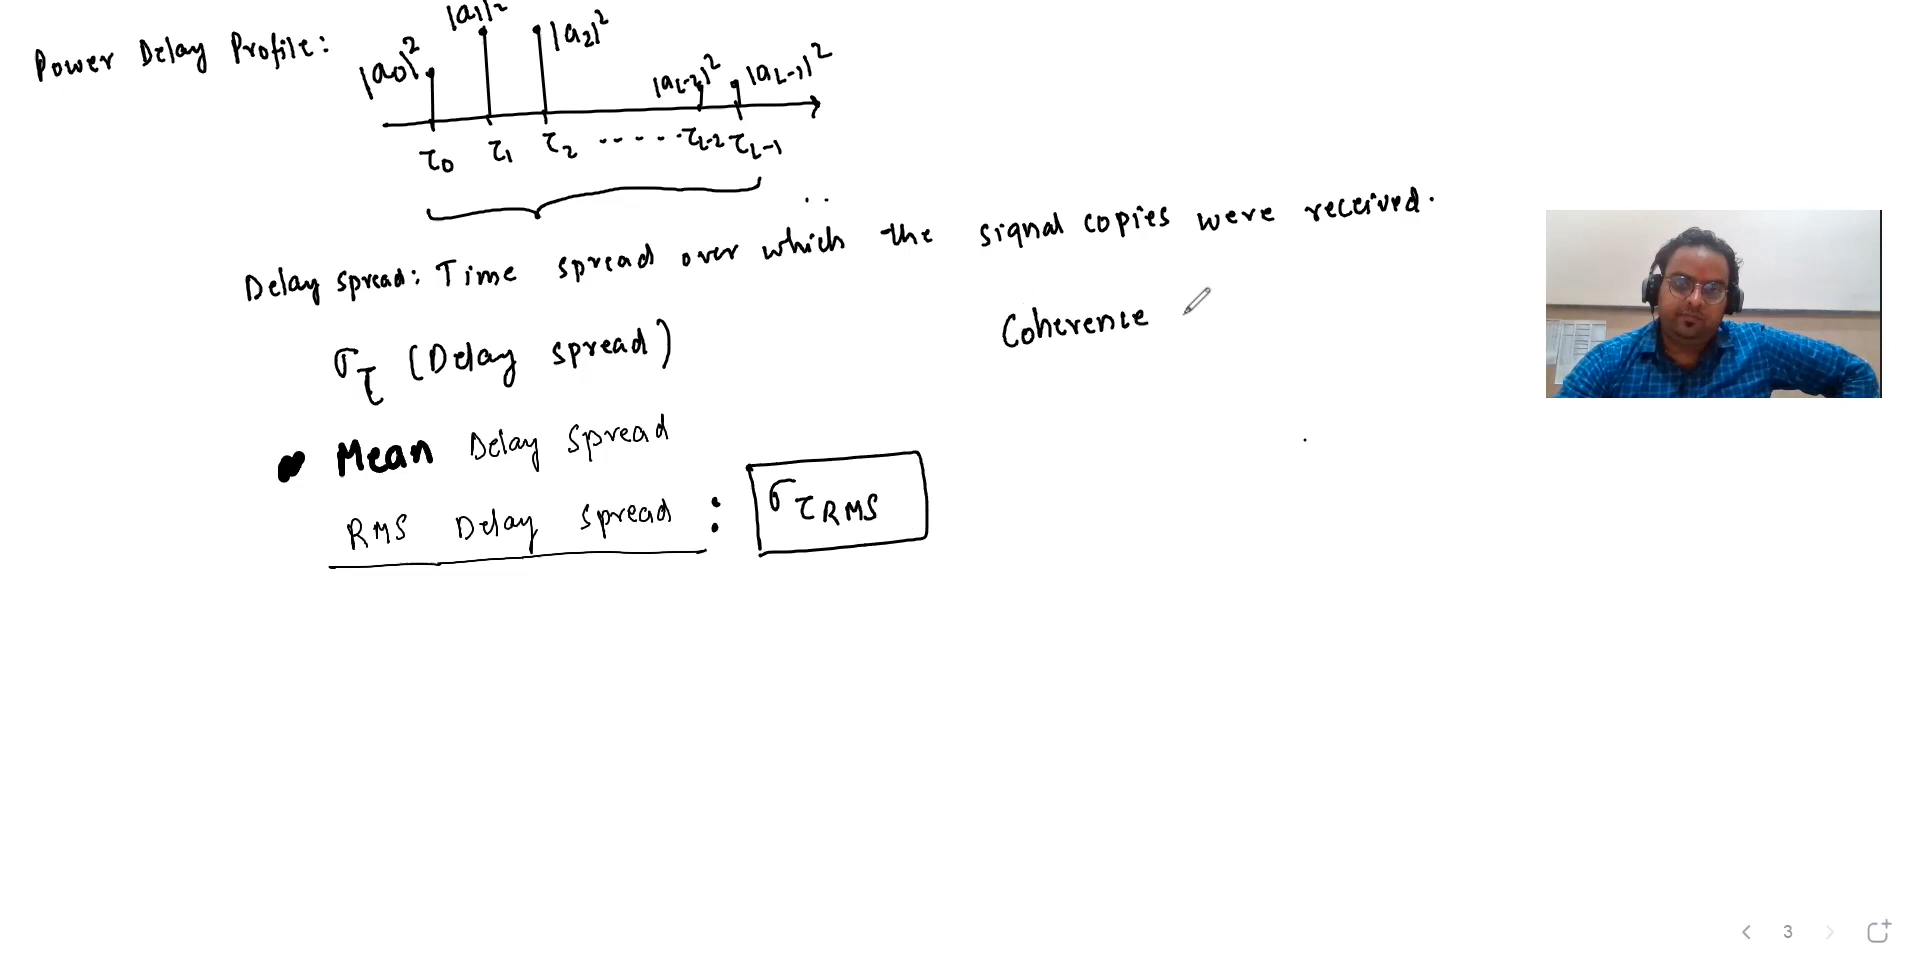 |a1|2
Power Delay Profile: |a0|² |a2|²
|aL-2|² |aL-1|²
τ0 τ1 τ2 ...... τL-2 τL-1
Delay spread: Time spread over which the signal copies were received.
στ (Delay spread) Coherence
Mean Delay Spread
RMS Delay Spread : στRMS
3